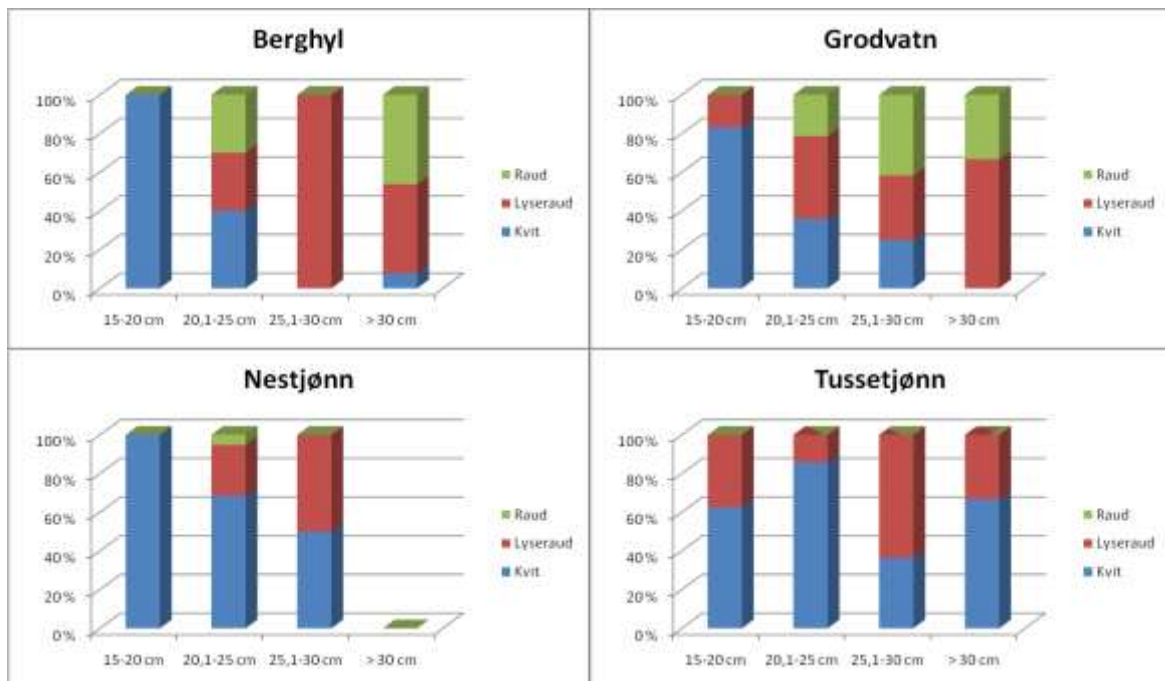 Berghyl
100%
80%
60%
40%
20%
0%
15-20 cm 20,1-25 cm 25,1-30 cm >30 cm
Raud
Lyseraud
Kvit
Grodvatn
100%
80%
60%
40%
20%
0%
15-20 cm 20,1-25 cm 25,1-30 cm >30 cm
Raud
Lyseraud
Kvit
Nestjønn
100%
80%
60%
40%
20%
0%
15-20 cm 20,1-25 cm 25,1-30 cm >30 cm
Raud
Lyseraud
Kvit
Tussetjønn
100%
80%
60%
40%
20%
0%
15-20 cm 20,1-25 cm 25,1-30 cm >30 cm
Raud
Lyseraud
Kvit